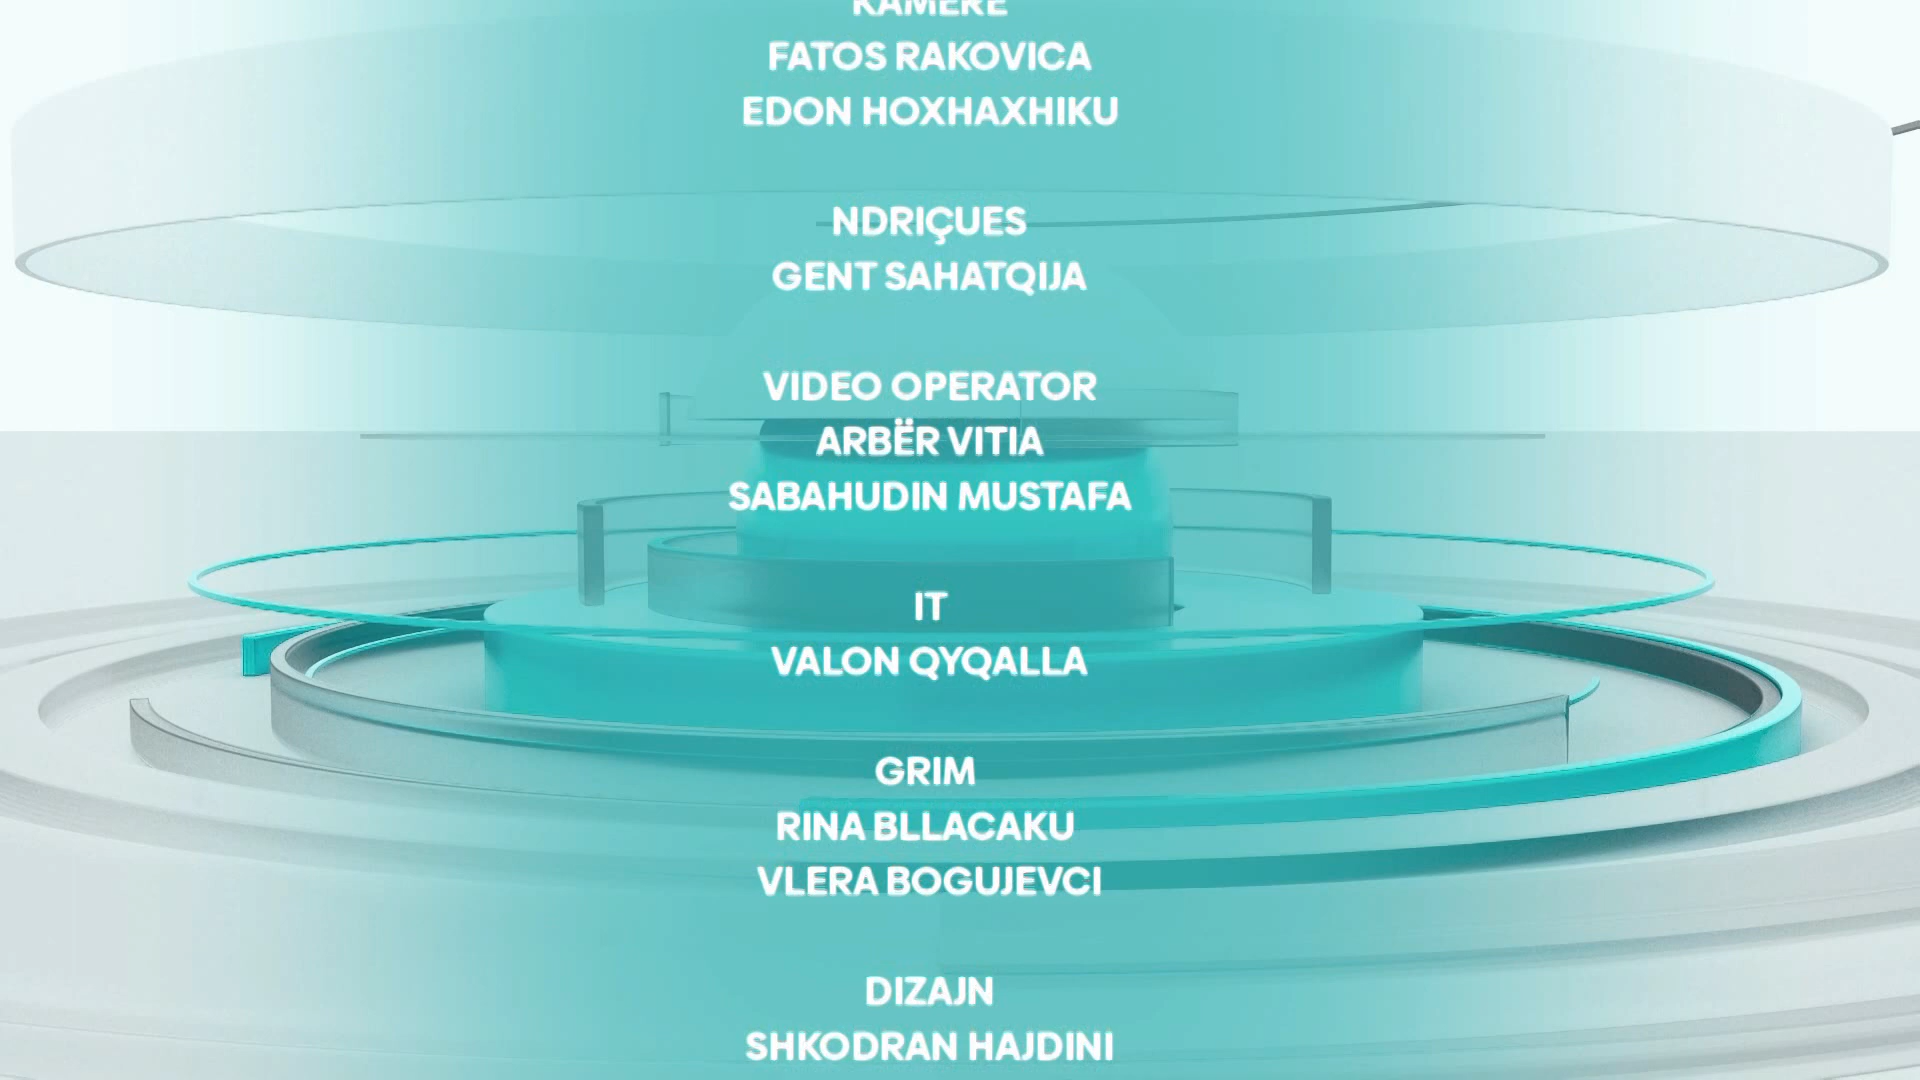 KAMERË
FATOS RAKOVICA
EDON HOXHAXHIKU
NDRIÇUES
GENT SAHATQIJA
VIDEO OPERATOR
ARBËR VITIA
SABAHUDIN MUSTAFA
IT
VALON QYQALLA
GRIM
RINA BLLACAKU
VLERA BOGUJEVCI
DIZAJN
SHKODRAN HAJDINI